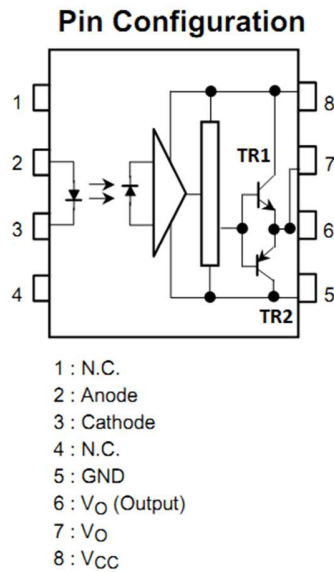 Pin Configuration
1
8
TR1
2
7
3
6
4
5
TR2
1 : N.C.
2 : Anode
3 : Cathode
4 : N.C.
5 : GND
6 : VO (Output)
7 : VO
8 : VCC